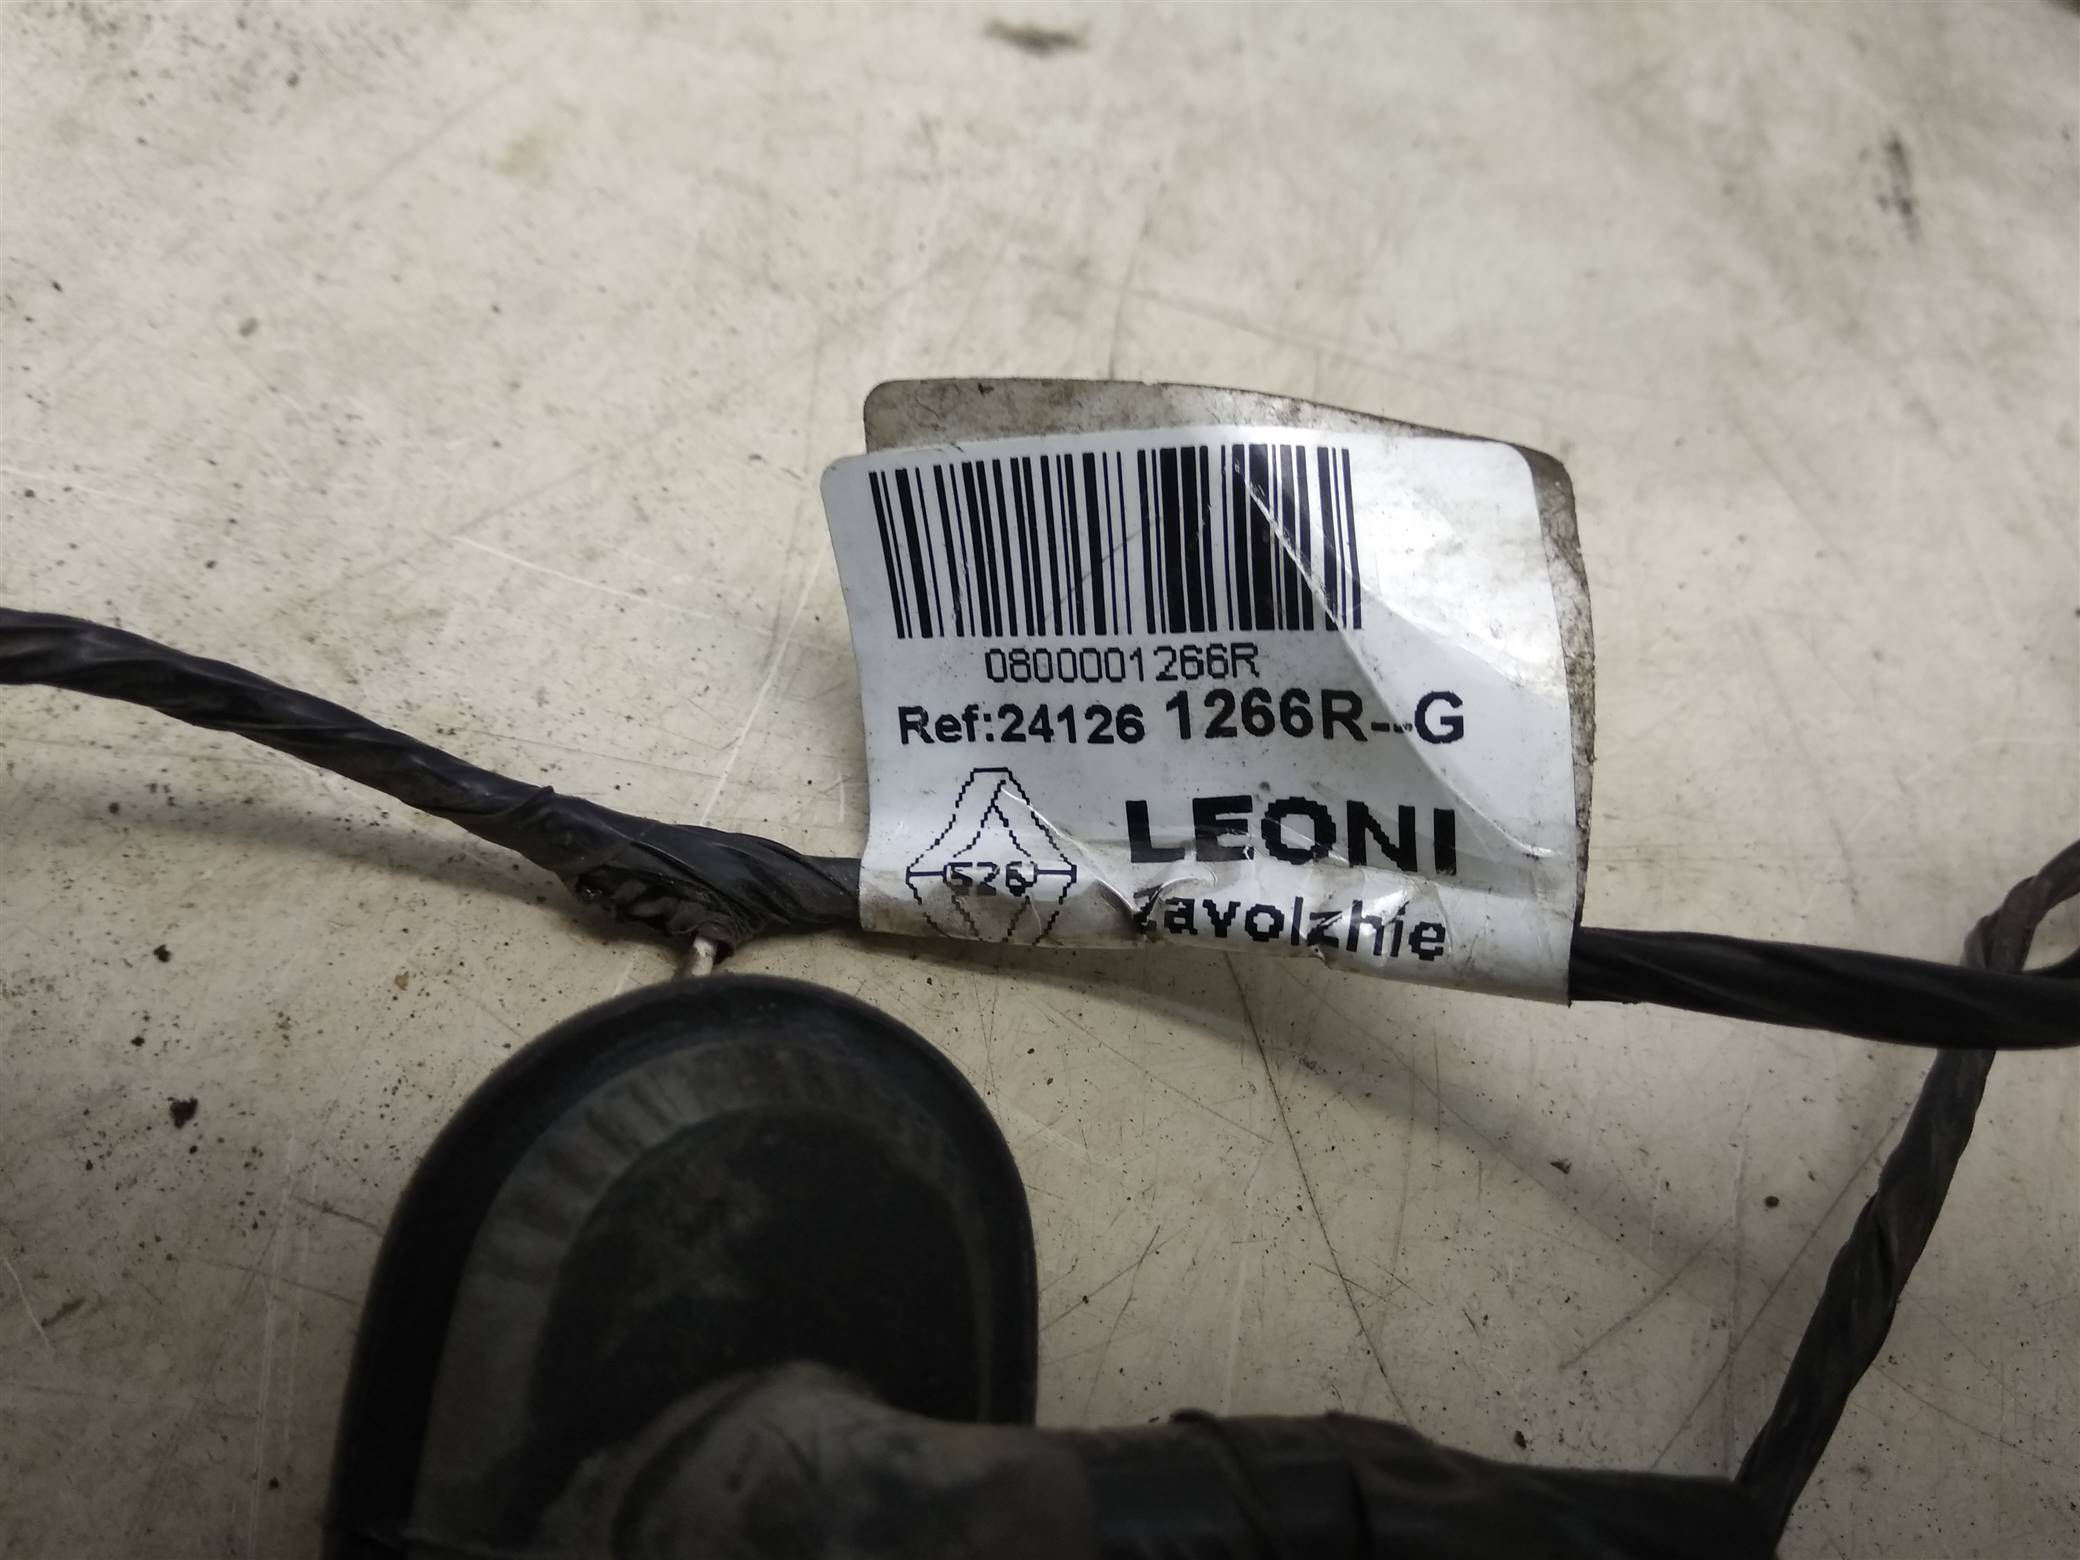 0800001266R
Ref:24126 1266R--G
526
LEONI
Zavolzhie